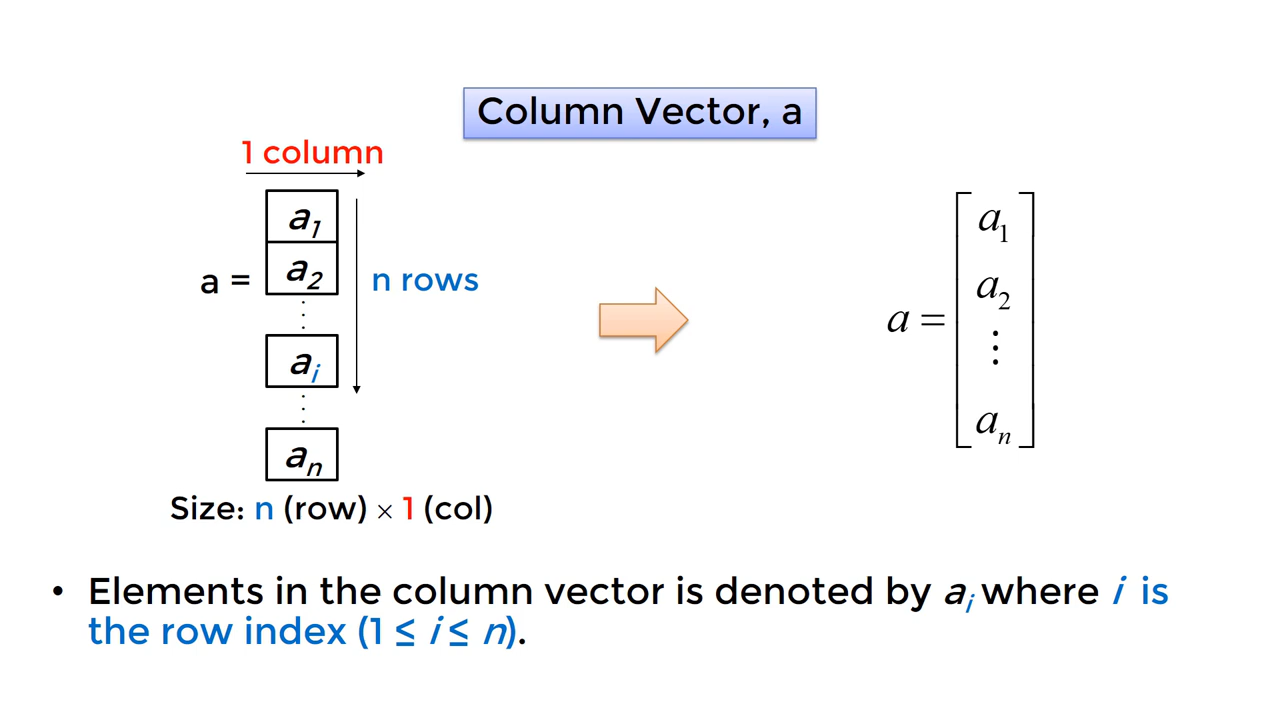 Column Vector, a
1 column
a1
a =
a2
n rows
⋮
ai
⋮
an
Size: n (row) × 1 (col)
a =
a1
a2
⋮
an
• Elements in the column vector is denoted by ai where i is
the row index (1 ≤ i ≤ n).